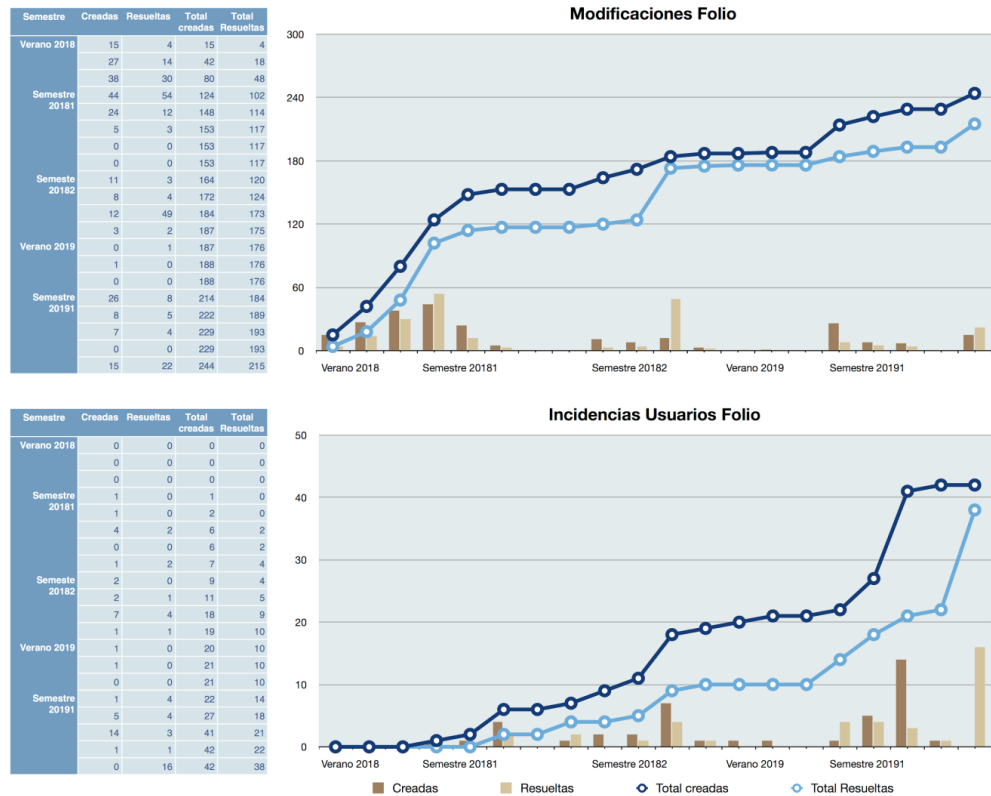 Semestre Creadas Resueltas Total creadas Total Resueltas
Verano 2018 15 4 15 4
27 14 42 18
38 30 80 48
Semestre 20181 44 54 124 102
24 12 148 114
5 3 153 117
0 0 153 117
0 0 153 117
Semeste 20182 11 3 164 120
8 4 172 124
12 49 184 173
3 2 187 175
Verano 2019 0 1 187 176
1 0 188 176
0 0 188 176
Semestre 20191 26 8 214 184
8 5 222 189
7 4 229 193
0 0 229 193
15 22 244 215
Modificaciones Folio
300
240
180
120
60
0
Verano 2018 Semestre 20181 Semeste 20182 Verano 2019 Semestre 20191
Semestre Creadas Resueltas Total creadas Total Resueltas
Verano 2018 0 0 0 0
0 0 0 0
0 0 0 0
Semestre 20181 1 0 1 0
1 0 2 0
4 2 6 2
0 0 6 2
1 2 7 4
Semeste 20182 2 0 9 4
2 1 11 5
7 4 18 9
1 1 19 10
Verano 2019 1 0 20 10
1 0 21 10
0 0 21 10
Semestre 20191 1 4 22 14
5 4 27 18
14 3 41 21
1 1 42 22
0 16 42 38
Incidencias Usuarios Folio
50
40
30
20
10
0
Verano 2018 Semestre 20181 Semeste 20182 Verano 2019 Semestre 20191
Creadas Resueltas Total creadas Total Resueltas